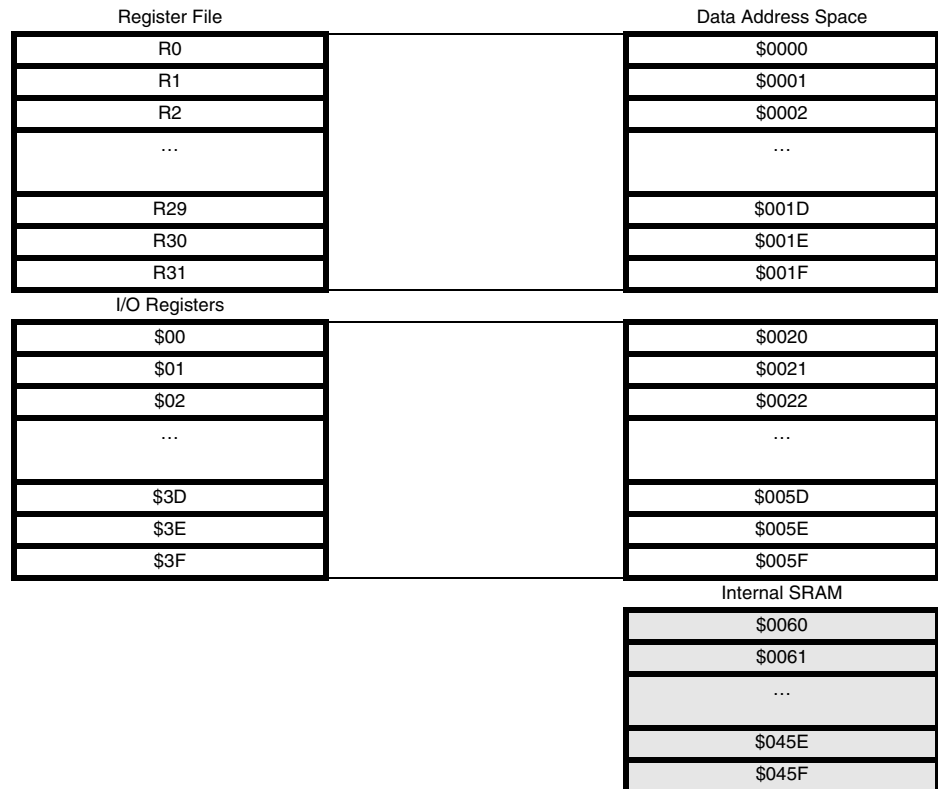 Register File Data Address Space
R0 $0000
R1 $0001
R2 $0002
... ...
R29 $001D
R30 $001E
R31 $001F
I/O Registers
$00 $0020
$01 $0021
$02 $0022
... ...
$3D $005D
$3E $005E
$3F $005F
Internal SRAM
$0060
$0061
...
$045E
$045F